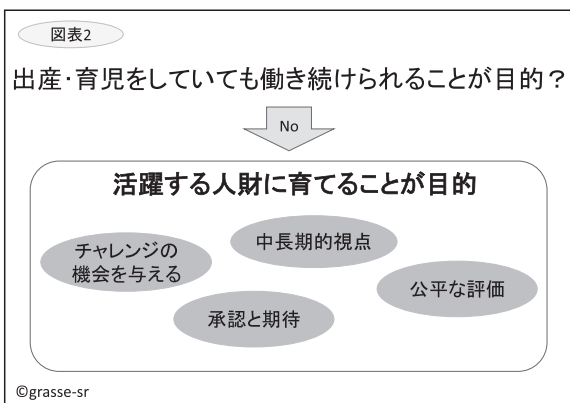 図表2
出産・育児をしていても働き続けられることが目的？
No
活躍する人財に育てることが目的
チャレンジの
機会を与える
中長期的視点
承認と期待
公平な評価
©grasse-sr